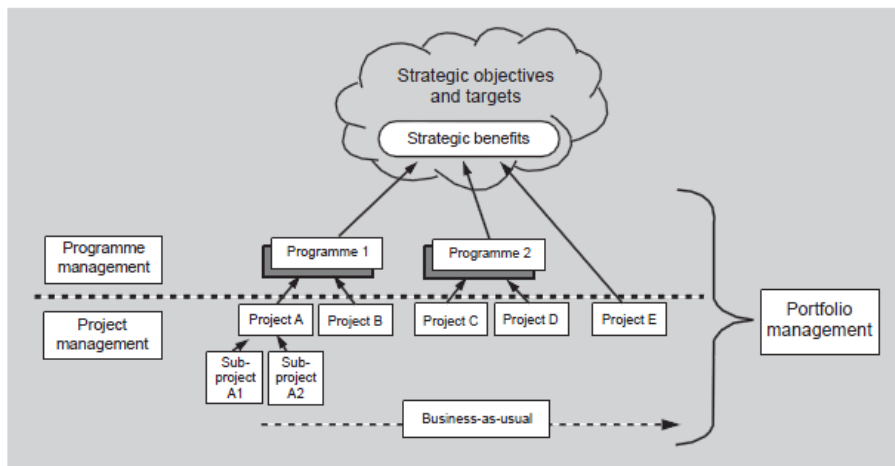 Strategic objectives
and targets
Strategic benefits
Programme
management
Programme 1
Programme 2
Project
management
Project A
Project B
Project C
Project D
Project E
Portfolio
management
Sub-
project
A1
Sub-
project
A2
Business-as-usual